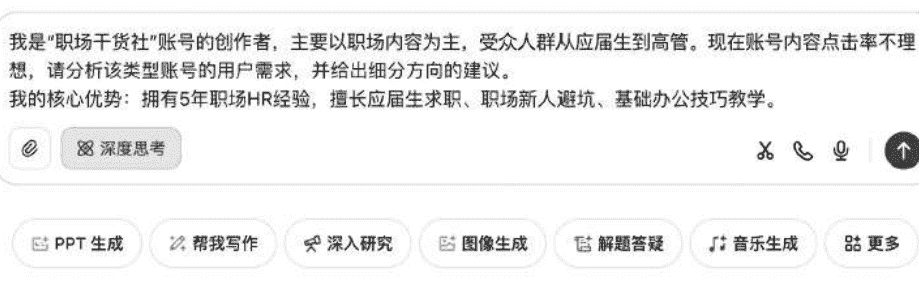 我是“职场干货社”账号的创作者，主要以职场内容为主，受众人群从应届生到高管。现在账号内容点击率不理
想，请分析该类型账号的用户需求，并给出细分方向的建议。
我的核心优势：拥有5年职场HR经验，擅长应届生求职、职场新人避坑、基础办公技巧教学。
深度思考
PPT 生成 帮我写作 深入研究 图像生成 解题答疑 音乐生成 更多